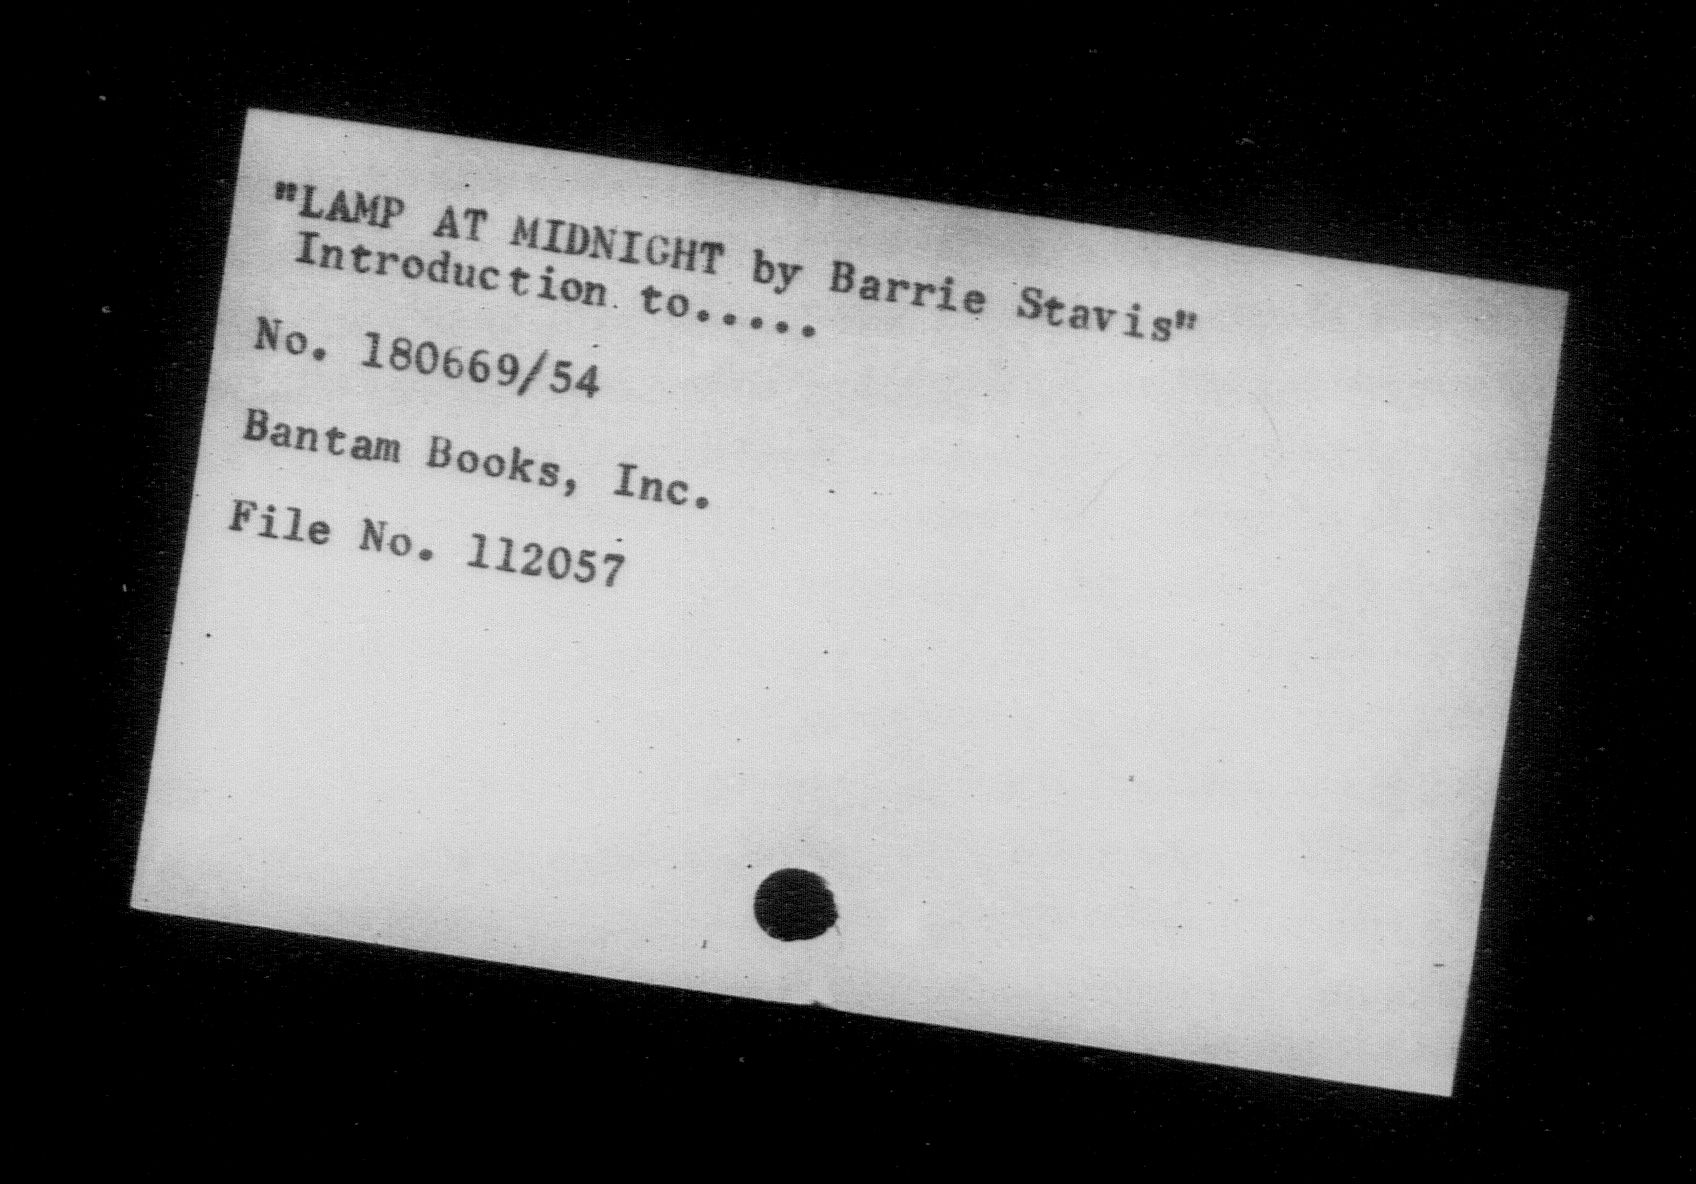 "LAMP AT MIDNIGHT by Barrie Stavis"
Introduction to.....
No. 180669/54
Bantam Books, Inc.
File No. 112057